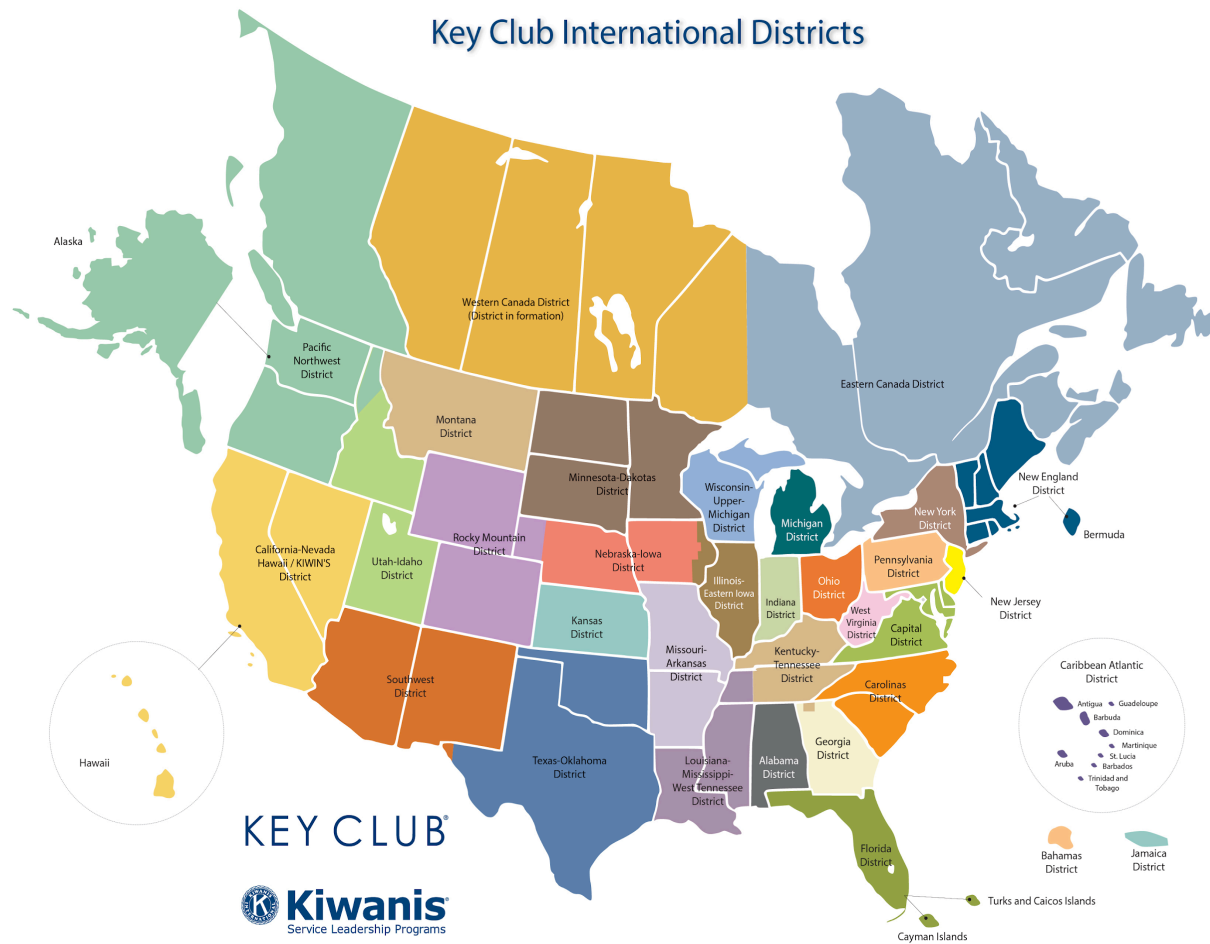 Key Club International Districts
Alaska
Pacific
Northwest
District
Western Canada District
(District in formation)
Eastern Canada District
Montana
District
Minnesota-Dakotas
District
Wisconsin-
Upper-
Michigan
District
Michigan
District
New York
District
New England
District
Bermuda
California-Nevada
Hawaii / KIWIN'S
District
Utah-Idaho
District
Rocky Mountain
District
Nebraska-Iowa
District
Illinois-
Eastern Iowa
District
Indiana
District
Ohio
District
Pennsylvania
District
New Jersey
District
West
Virginia
District
Capital
District
Kansas
District
Missouri-
Arkansas
District
Kentucky-
Tennessee
District
Carolinas
District
Southwest
District
Texas-Oklahoma
District
Louisiana-
Mississippi-
West Tennessee
District
Alabama
District
Georgia
District
Florida
District
Hawaii
Caribbean Atlantic
District
Antigua
Guadeloupe
Barbuda
Dominica
Martinique
St. Lucia
Aruba
Barbados
Trinidad and
Tobago
Bahamas
District
Jamaica
District
Turks and Caicos Islands
Cayman Islands
KEY CLUB®
K
Kiwanis®
Service Leadership Programs